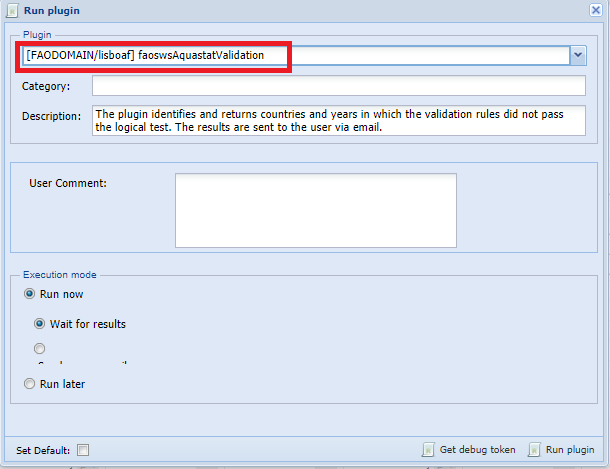 Run plugin
Plugin
[FAODOMAIN/lisboaf] faoswsAquastatValidation
Category:
Description:
The plugin identifies and returns countries and years in which the validation rules did not pass
the logical test. The results are sent to the user via email.
User Comment:
Execution mode
Run now
Wait for results
Run later
Set Default:
Get debug token
Run plugin